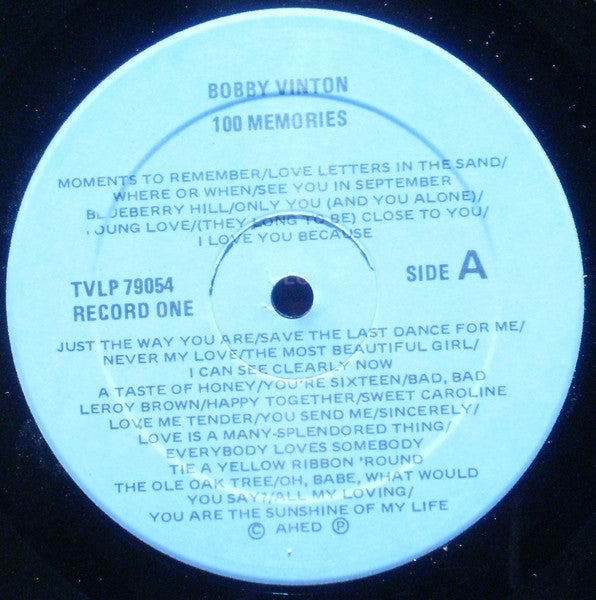 BOBBY VINTON
100 MEMORIES
MOMENTS TO REMEMBER/LOVE LETTERS IN THE SAND/
WHERE OR WHEN/SEE YOU IN SEPTEMBER
BLUEBERRY HILL/ONLY YOU (AND YOU ALONE)/
YOUNG LOVE/(THEY LONG TO BE) CLOSE TO YOU/
I LOVE YOU BECAUSE
TVLP 79054
RECORD ONE
SIDE A
JUST THE WAY YOU ARE/SAVE THE LAST DANCE FOR ME/
NEVER MY LOVE/THE MOST BEAUTIFUL GIRL/
I CAN SEE CLEARLY NOW
A TASTE OF HONEY/YOU'RE SIXTEEN/BAD, BAD
LEROY BROWN/HAPPY TOGETHER/SWEET CAROLINE
LOVE ME TENDER/YOU SEND ME/SINCERELY/
LOVE IS A MANY-SPLENDORED THING/
EVERYBODY LOVES SOMEBODY
TIE A YELLOW RIBBON 'ROUND
THE OLE OAK TREE/OH, BABE, WHAT WOULD
YOU SAY?/ALL MY LOVING/
YOU ARE THE SUNSHINE OF MY LIFE
© AHED ℗